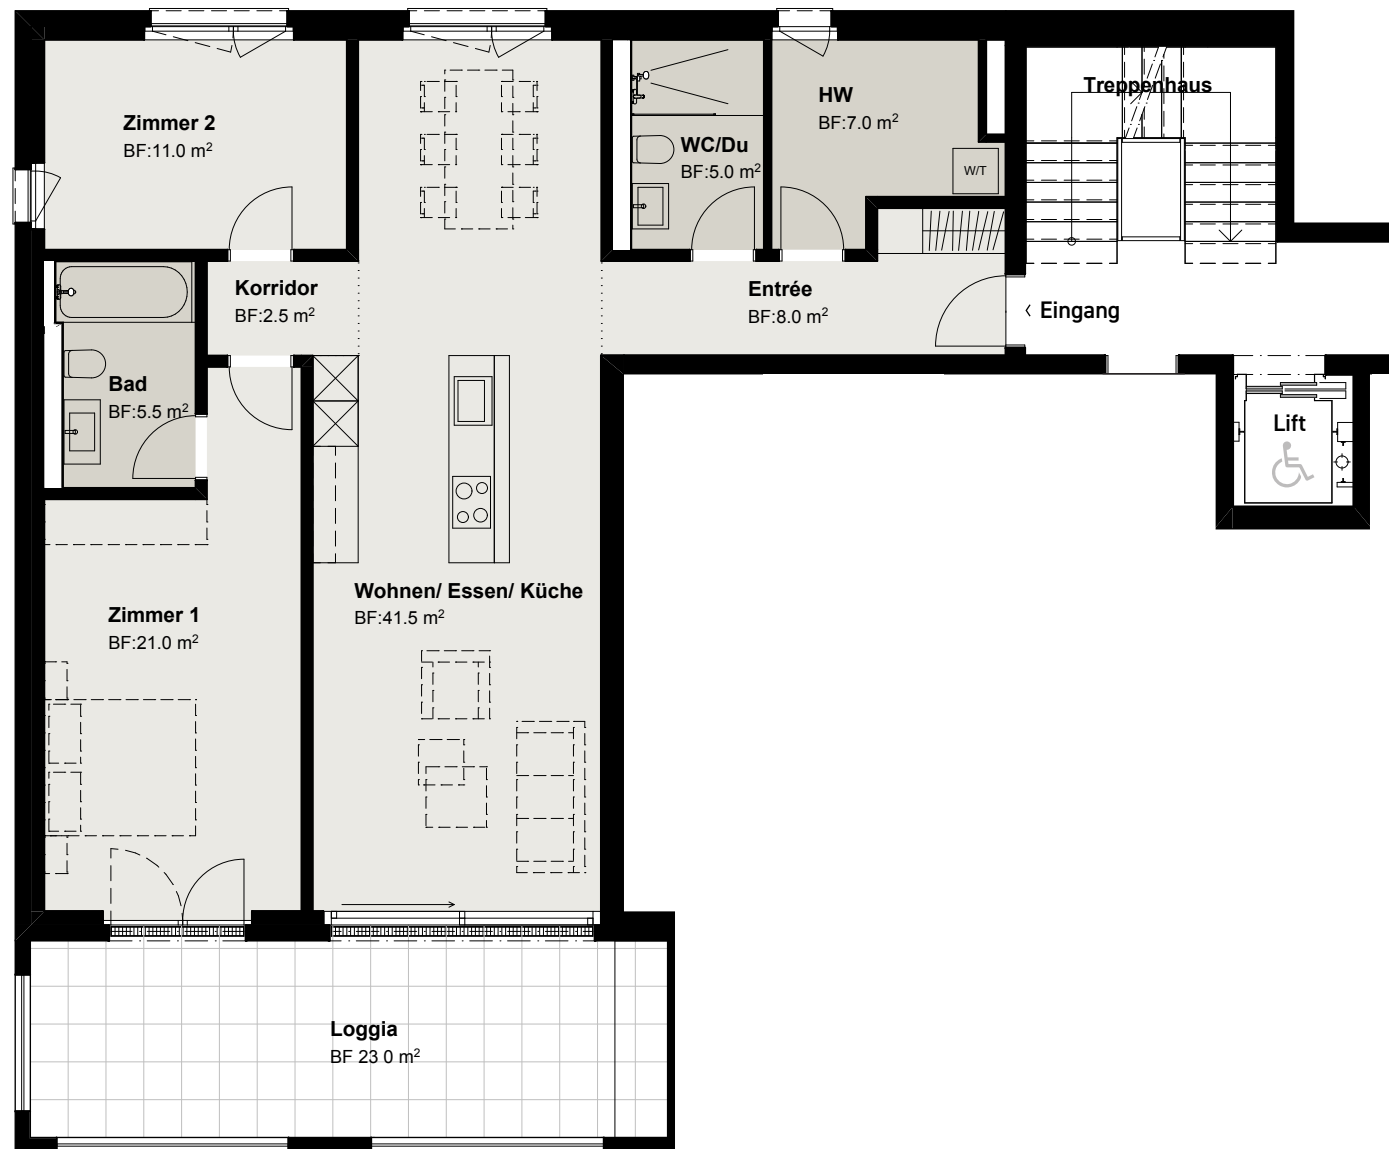 Treppenhaus
HW
BF:7.0 m²
Zimmer 2
BF:11.0 m²
WC/Du
BF:5.0 m²
W/T
Korridor
BF:2.5 m²
Entrée
BF:8.0 m²
‹ Eingang
Bad
BF:5.5 m²
Lift
Wohnen/ Essen/ Küche
BF:41.5 m²
Zimmer 1
BF:21.0 m²
Loggia
BF 23 0 m²